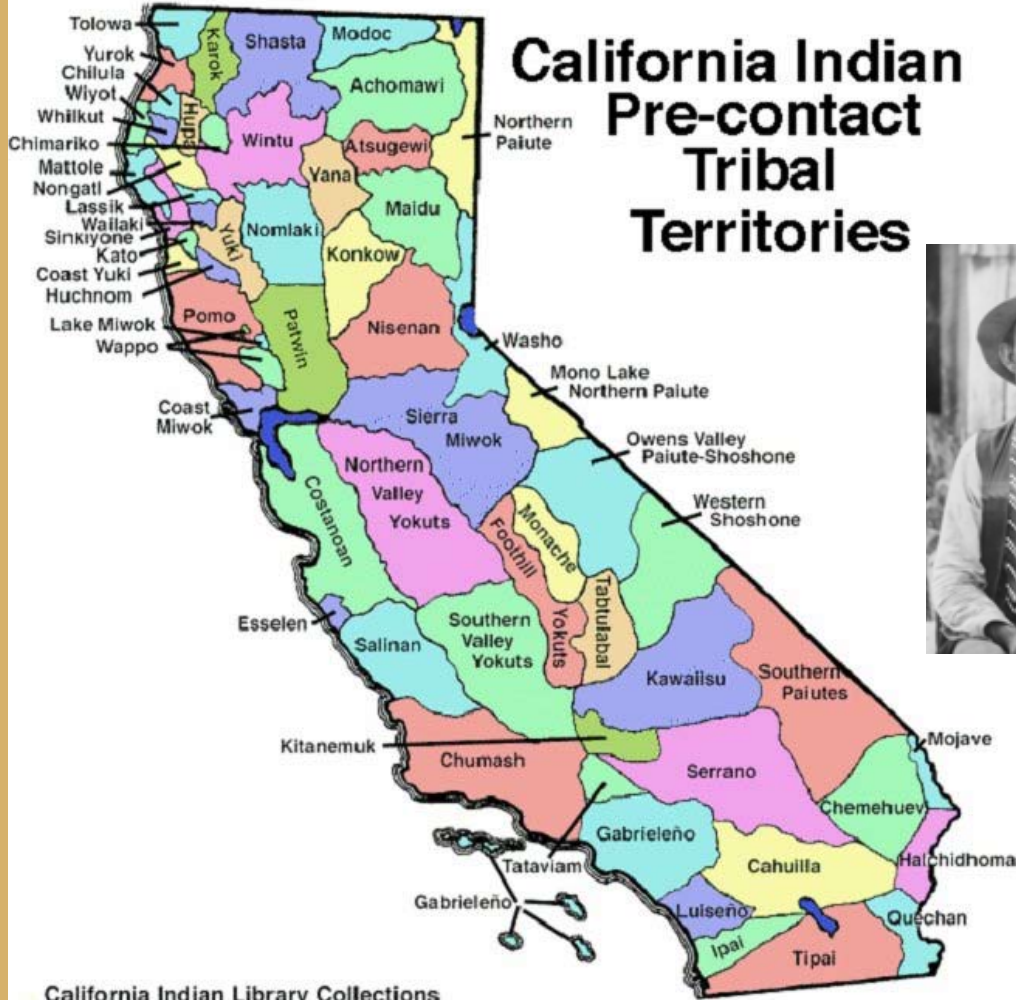 California Indian
Pre-contact
Tribal
Territories
Tolowa
Yurok
Chilula
Wiyot
Whilkut
Chimariko
Mattole
Nongatl
Lassik
Wailaki
Sinkiyone
Kato
Coast Yuki
Huchnom
Lake Miwok
Wappo
Coast
Miwok
Karok
Shasta
Modoc
Achomawi
Hupa
Wintu
Atsugewi
Northern
Paiute
Yana
Maidu
Yuki
Nomlaki
Konkow
Pomo
Patwin
Nisenan
Washo
Mono Lake
Northern Paiute
Sierra
Miwok
Owens Valley
Paiute-Shoshone
Northern
Valley
Yokuts
Costanoan
Foothill
Yokuts
Monache
Western
Shoshone
Tabtulabal
Esselen
Salinan
Southern
Valley
Yokuts
Kawaiisu
Southern
Paiutes
Kitanemuk
Chumash
Serrano
Mojave
Chemehuevi
Gabrieleño
Tataviam
Cahuilla
Halchidhoma
Gabrieleño
Luiseño
Quechan
Ipai
Tipai
California Indian Library Collections